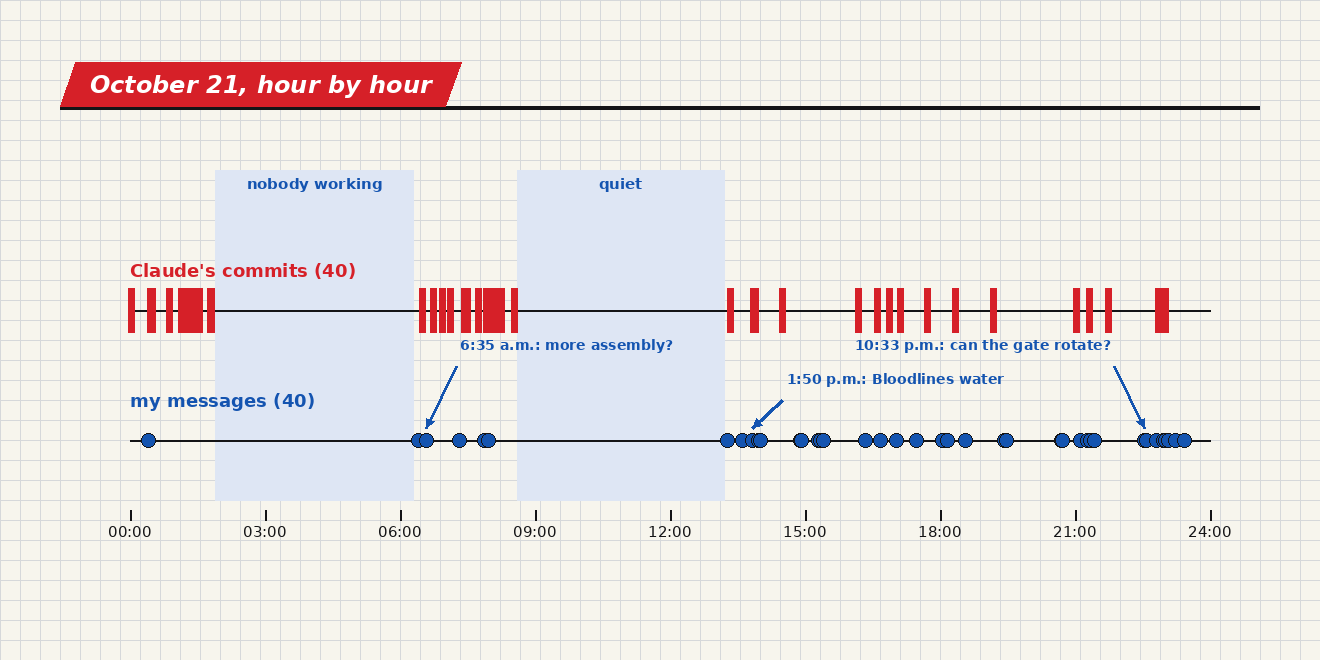 October 21, hour by hour
nobody working
quiet
Claude's commits (40)
6:35 a.m.: more assembly?
10:33 p.m.: can the gate rotate?
1:50 p.m.: Bloodlines water
my messages (40)
00:00
03:00
06:00
09:00
12:00
15:00
18:00
21:00
24:00